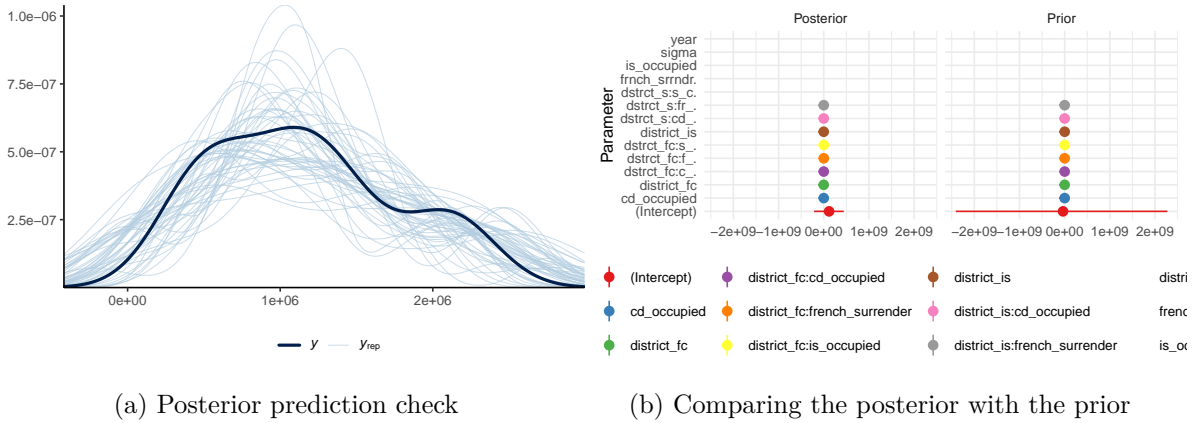 1.0e−06
7.5e−07
5.0e−07
2.5e−07
0e+00 1e+06 2e+06
y yrep
(a) Posterior prediction check
Posterior Prior
Parameter
year
sigma
is_occupied
frnch_srrndr.
dstrct_s:s_c.
dstrct_s:fr_.
dstrct_s:cd_.
district_is
dstrct_fc:s_.
dstrct_fc:f_.
dstrct_fc:c_.
district_fc
cd_occupied
(Intercept)
−2e+09 −1e+09 0e+00 1e+09 2e+09 −2e+09 −1e+09 0e+00 1e+09 2e+09
(Intercept) district_fc:cd_occupied district_is distri
cd_occupied district_fc:french_surrender district_is:cd_occupied frenc
district_fc district_fc:is_occupied district_is:french_surrender is_oc
(b) Comparing the posterior with the prior